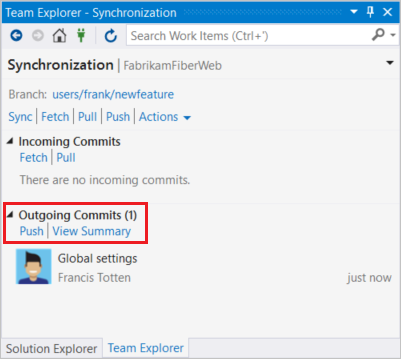 Team Explorer - Synchronization
Search Work Items (Ctrl+')
Synchronization | FabrikamFiberWeb
Branch: users/frank/newfeature
Sync | Fetch | Pull | Push | Actions
Incoming Commits
Fetch | Pull
There are no incoming commits.
Outgoing Commits (1)
Push | View Summary
Global settings
Francis Totten just now
Solution Explorer Team Explorer